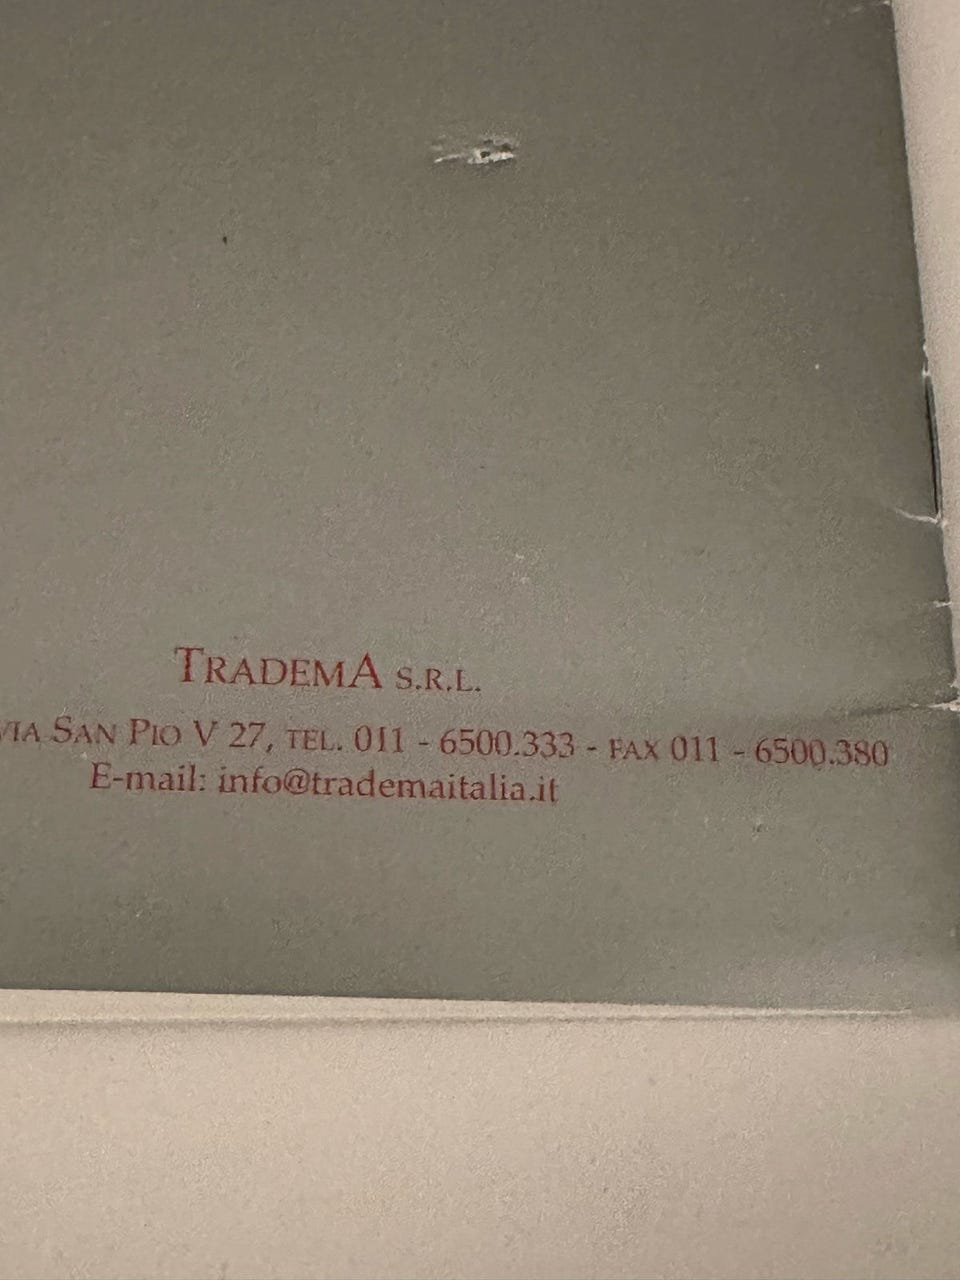 TRADEMA S.R.L.
VIA SAN PIO V 27, TEL. 011 - 6500.333 - FAX 011 - 6500.380
E-mail: info@trademaitalia.it